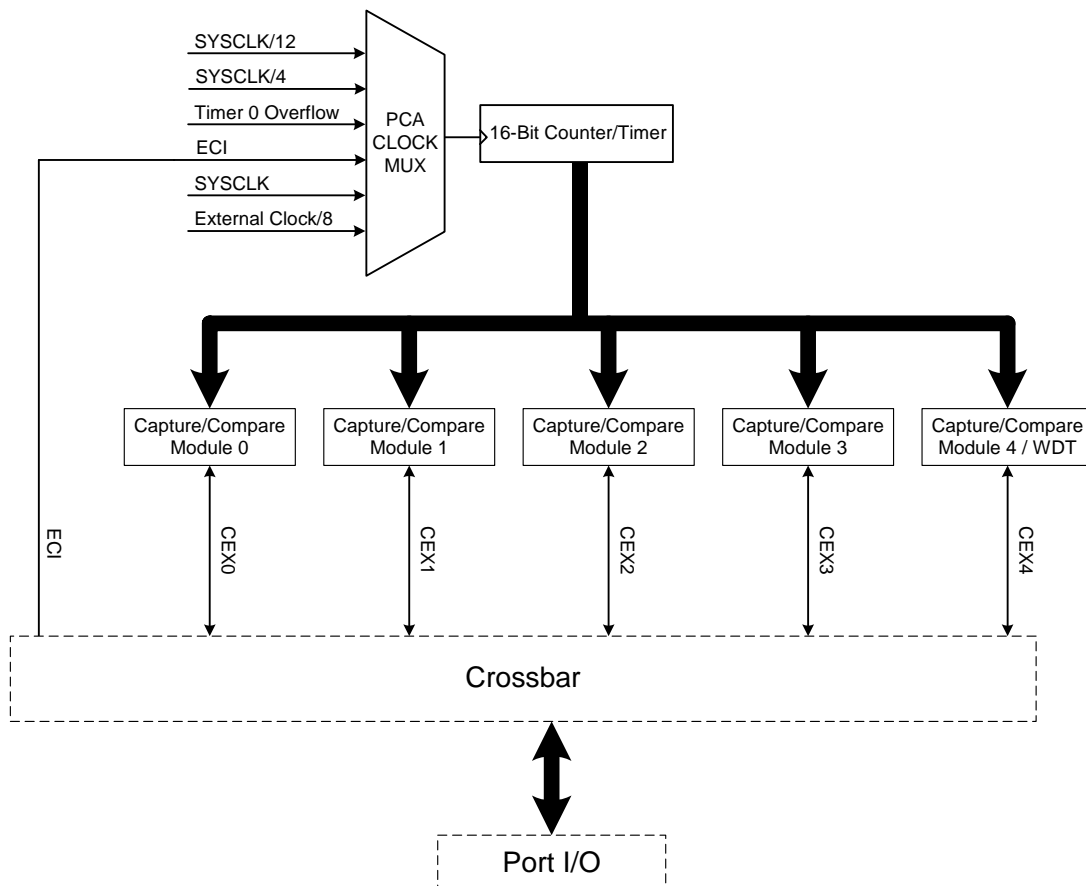 SYSCLK/12
SYSCLK/4
Timer 0 Overflow
ECI
SYSCLK
External Clock/8
PCA
CLOCK
MUX
16-Bit Counter/Timer
Capture/Compare
Module 0
Capture/Compare
Module 1
Capture/Compare
Module 2
Capture/Compare
Module 3
Capture/Compare
Module 4 / WDT
ECI
CEX0
CEX1
CEX2
CEX3
CEX4
Crossbar
Port I/O